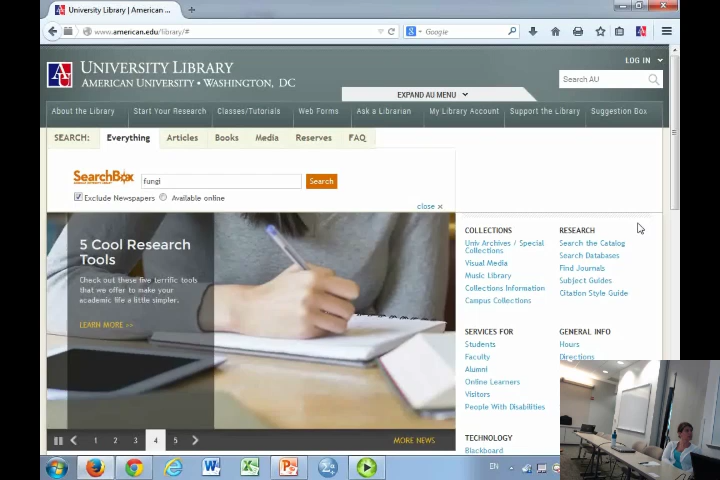 University Library | American ...
www.american.edu/library/#
Google
LOG IN
UNIVERSITY LIBRARY
AMERICAN UNIVERSITY • WASHINGTON, DC
Search AU
EXPAND AU MENU
About the Library
Start Your Research
Classes/Tutorials
Web Forms
Ask a Librarian
My Library Account
Support the Library
Suggestion Box
SEARCH:
Everything
Articles
Books
Media
Reserves
FAQ
SearchBox
fungi
Search
Exclude Newspapers
Available online
close x
5 Cool Research
Tools
Check out these five terrific tools
that we offer to make your
academic life a little simpler.
LEARN MORE >>
1 2 3 4 5
MORE NEWS
COLLECTIONS
Univ Archives / Special
Collections
Visual Media
Music Library
Collections Information
Campus Collections
RESEARCH
Search the Catalog
Search Databases
Find Journals
Subject Guides
Citation Style Guide
SERVICES FOR
Students
Faculty
Alumni
Online Learners
Visitors
People With Disabilities
GENERAL INFO
Hours
Directions
TECHNOLOGY
Blackboard
EN